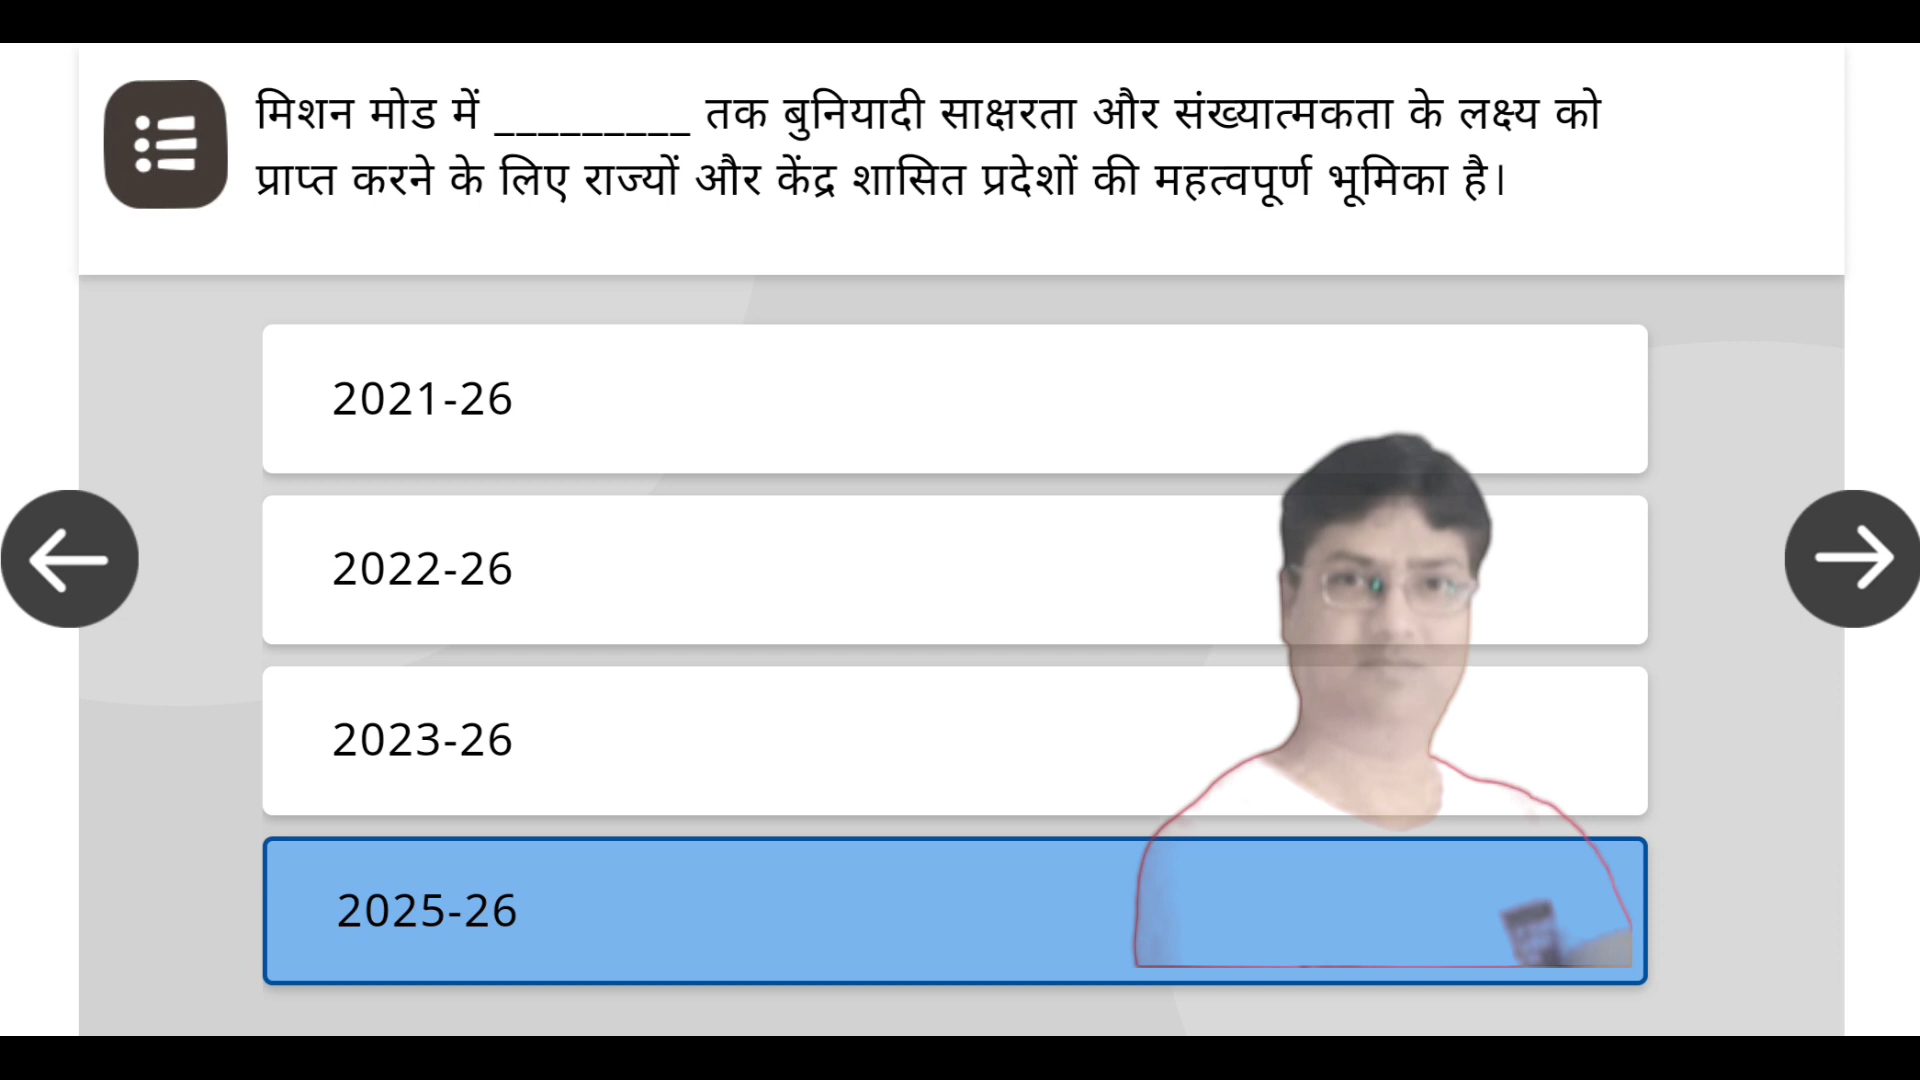 मिशन मोड में _________ तक बुनियादी साक्षरता और संख्यात्मकता के लक्ष्य को
प्राप्त करने के लिए राज्यों और केंद्र शासित प्रदेशों की महत्वपूर्ण भूमिका है।
2021-26
2022-26
2023-26
2025-26